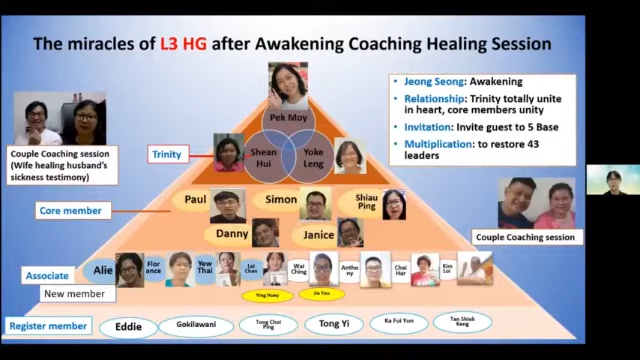 The miracles of L3 HG after Awakening Coaching Healing Session
• Jeong Seong: Awakening
• Relationship: Trinity totally unite
in heart, core members unity
• Invitation: Invite guest to 5 Base
• Multiplication: to restore 43
leaders
Pek Moy
Couple Coaching session
(Wife healing husband's
sickness testimony)
Trinity
Shean
Hui
Yoke
Leng
Core member
Paul
Simon
Shiau
Ping
Danny
Janice
Couple Coaching session
Associate
Alie
Flor
ance
Yew
Thai
Lai
Chan
Wai
Ching
Antho
ny
Chai
Har
Kim
Loi
New member
Ying Huey
Jia You
Register member
Eddie
Gokilawani
Tong Choi
Ping
Tong Yi
Ka Fui Yun
Tan Shiok
Keng